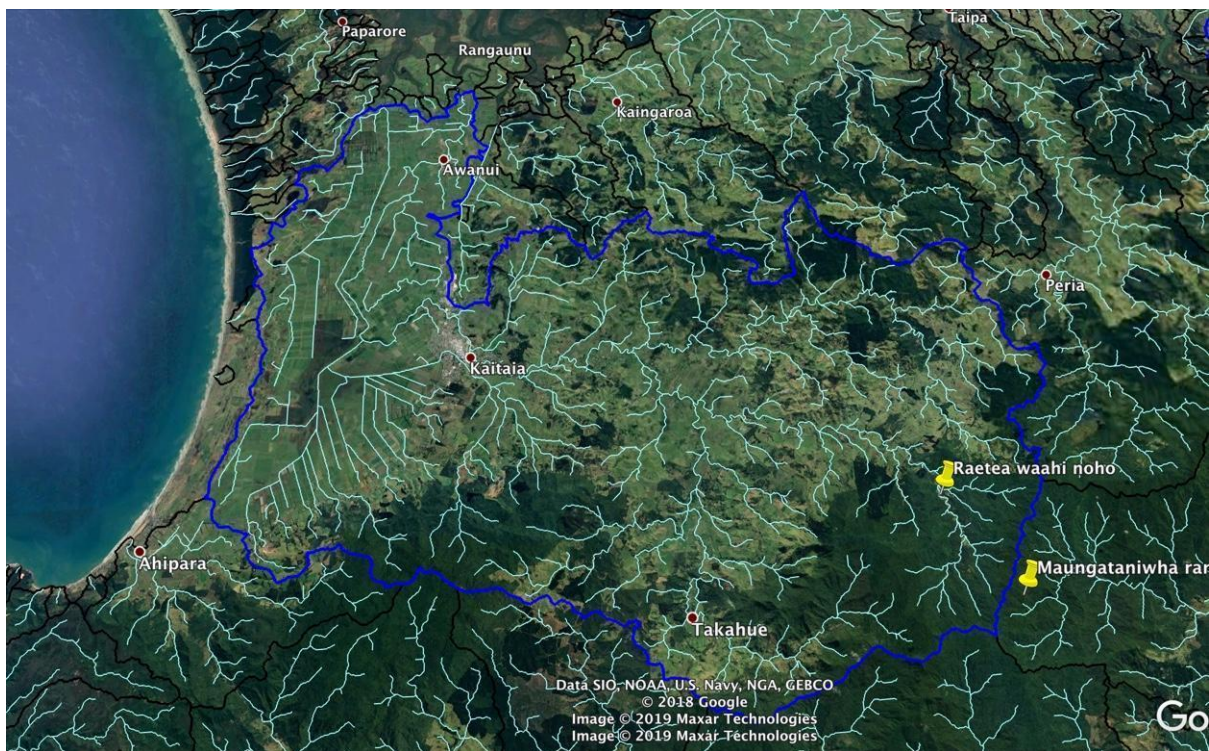 Taipa
Paparore
Rangaunu
Kaingaroa
Awanui
Peria
Kaitaia
Raetea waahi noho
Ahipara
Maungataniwha ran
Takahue
Data SIO, NOAA, U.S. Navy, NGA, GEBCO
© 2018 Google
Image © 2019 Maxar Technologies
Image © 2019 Maxar Technologies
Go